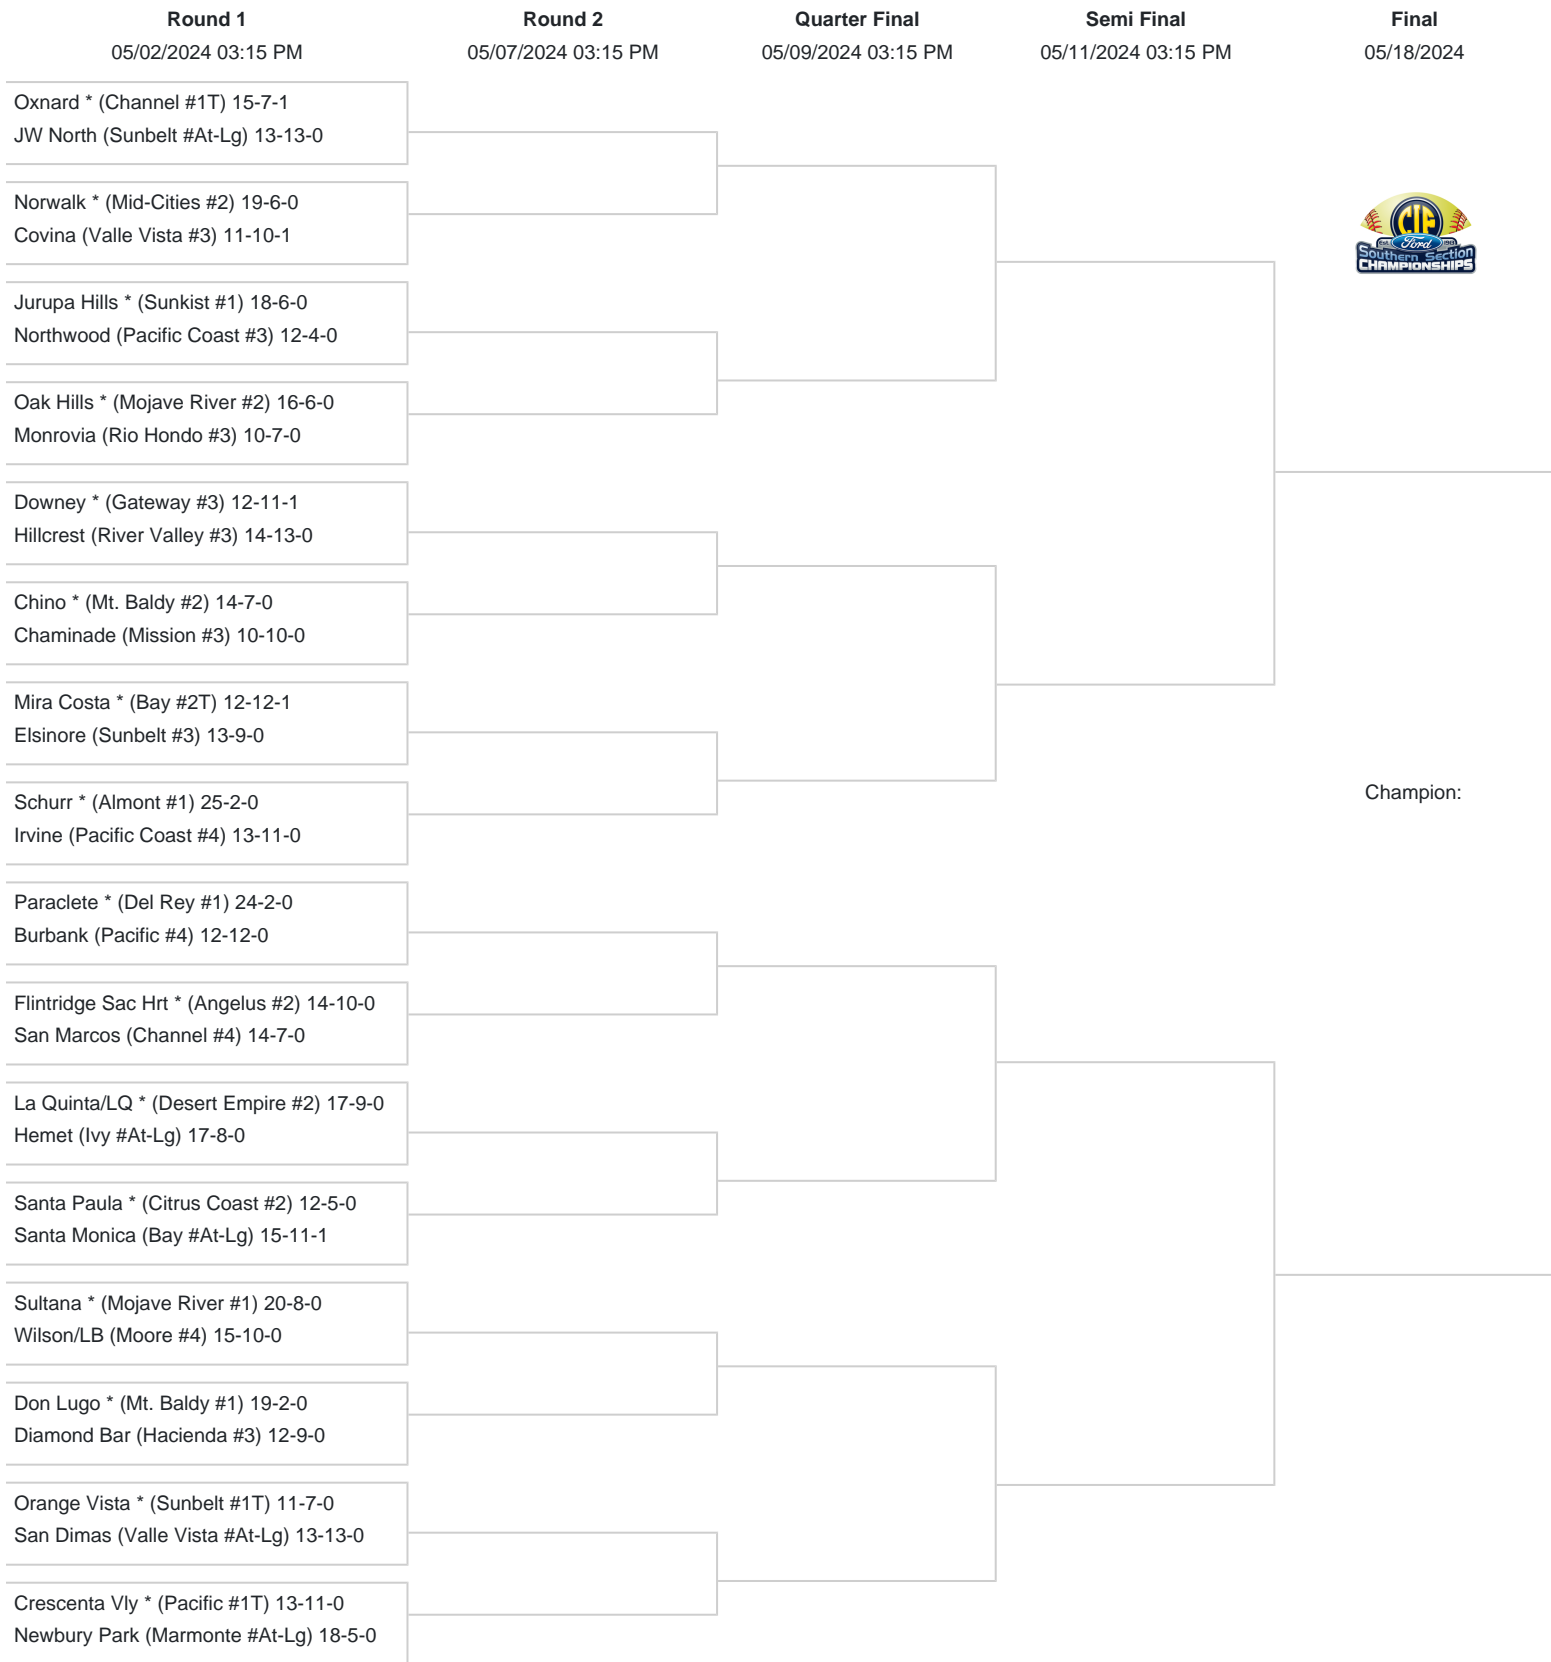 Round 1
05/02/2024 03:15 PM
Round 2
05/07/2024 03:15 PM
Quarter Final
05/09/2024 03:15 PM
Semi Final
05/11/2024 03:15 PM
Final
05/18/2024
Oxnard * (Channel #1T) 15-7-1
JW North (Sunbelt #At-Lg) 13-13-0
Norwalk * (Mid-Cities #2) 19-6-0
Covina (Valle Vista #3) 11-10-1
Jurupa Hills * (Sunkist #1) 18-6-0
Northwood (Pacific Coast #3) 12-4-0
Oak Hills * (Mojave River #2) 16-6-0
Monrovia (Rio Hondo #3) 10-7-0
Downey * (Gateway #3) 12-11-1
Hillcrest (River Valley #3) 14-13-0
Chino * (Mt. Baldy #2) 14-7-0
Chaminade (Mission #3) 10-10-0
Mira Costa * (Bay #2T) 12-12-1
Elsinore (Sunbelt #3) 13-9-0
Schurr * (Almont #1) 25-2-0
Irvine (Pacific Coast #4) 13-11-0
Paraclete * (Del Rey #1) 24-2-0
Burbank (Pacific #4) 12-12-0
Flintridge Sac Hrt * (Angelus #2) 14-10-0
San Marcos (Channel #4) 14-7-0
La Quinta/LQ * (Desert Empire #2) 17-9-0
Hemet (Ivy #At-Lg) 17-8-0
Santa Paula * (Citrus Coast #2) 12-5-0
Santa Monica (Bay #At-Lg) 15-11-1
Sultana * (Mojave River #1) 20-8-0
Wilson/LB (Moore #4) 15-10-0
Don Lugo * (Mt. Baldy #1) 19-2-0
Diamond Bar (Hacienda #3) 12-9-0
Orange Vista * (Sunbelt #1T) 11-7-0
San Dimas (Valle Vista #At-Lg) 13-13-0
Crescenta Vly * (Pacific #1T) 13-11-0
Newbury Park (Marmonte #At-Lg) 18-5-0
CIF
Ford
Southern Section
CHAMPIONSHIPS
Champion: